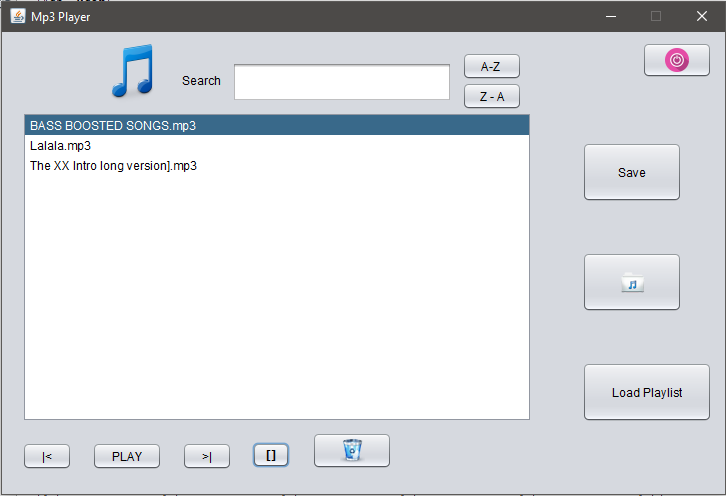 Mp3 Player
A-Z
Search
Z - A
BASS BOOSTED SONGS.mp3
Lalala.mp3
The XX Intro long version].mp3
Save
Load Playlist
|<
PLAY
>|
[]